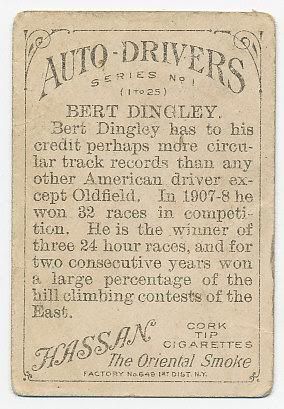 AUTO-DRIVERS
SERIES No 1
(1 TO 25)
BERT DINGLEY.
Bert Dingley has to his
credit perhaps more circu-
lar track records than any
other American driver ex-
cept Oldfield. In 1907-8 he
won 32 races in competi-
tion. He is the winner of
three 24 hour races, and for
two consecutive years won
a large percentage of the
hill climbing contests of the
East.
HASSAN
CORK
TIP
CIGARETTES
The Oriental Smoke
FACTORY No 649 1ST DIST. N.Y.